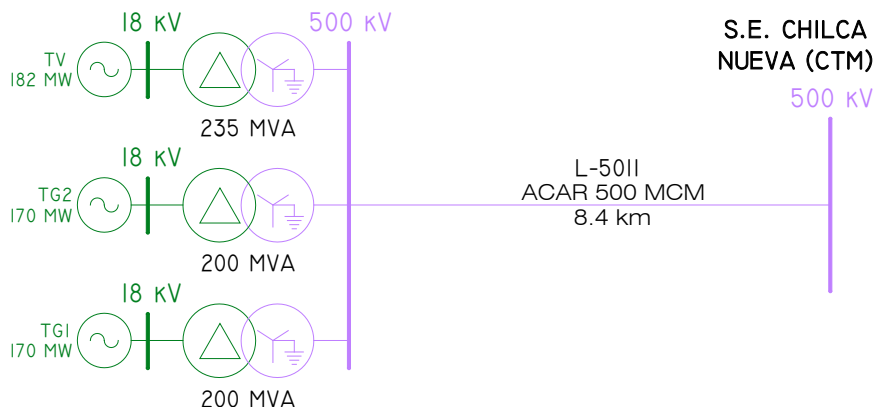 18 kV
500 kV
S.E. CHILCA
NUEVA (CTM)
500 kV
TV
182 MW
235 MVA
18 kV
TG2
170 MW
200 MVA
L-5011
ACAR 500 MCM
8.4 km
18 kV
TG1
170 MW
200 MVA